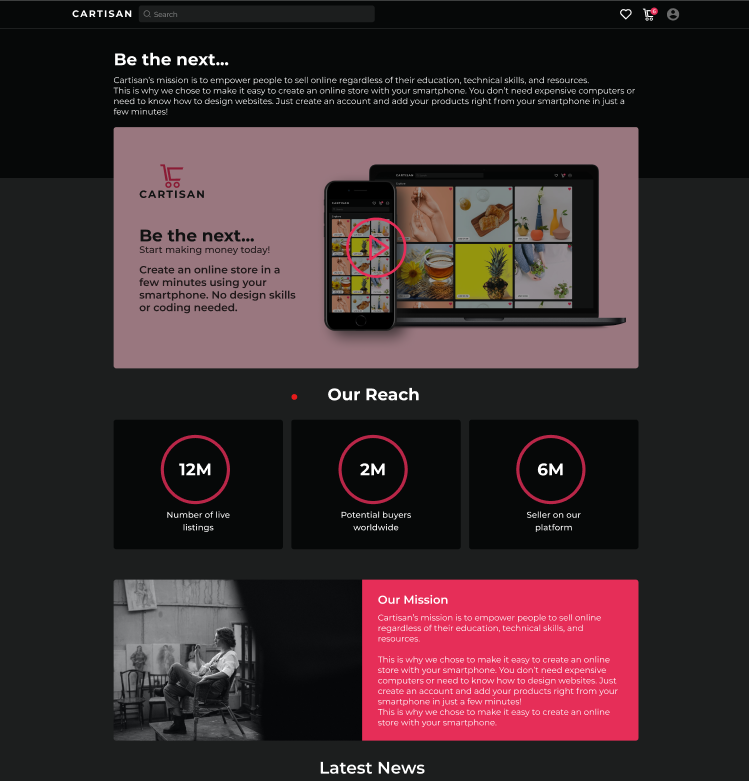 CARTISAN
Search
Be the next...
Cartisan's mission is to empower people to sell online regardless of their education, technical skills, and resources.
This is why we chose to make it easy to create an online store with your smartphone. You don't need expensive computers or
need to know how to design websites. Just create an account and add your products right from your smartphone in just a
few minutes!
CARTISAN
Be the next...
Start making money today!
Create an online store in a
few minutes using your
smartphone. No design skills
or coding needed.
CARTISAN
Search
CARTISAN
Search
Explore
Our Reach
12M
Number of live
listings
2M
Potential buyers
worldwide
6M
Seller on our
platform
Our Mission
Cartisan's mission is to empower people to sell online
regardless of their education, technical skills, and
resources.
This is why we chose to make it easy to create an online
store with your smartphone. You don't need expensive
computers or need to know how to design websites. Just
create an account and add your products right from your
smartphone in just a few minutes!
This is why we chose to make it easy to create an online
store with your smartphone.
Latest News